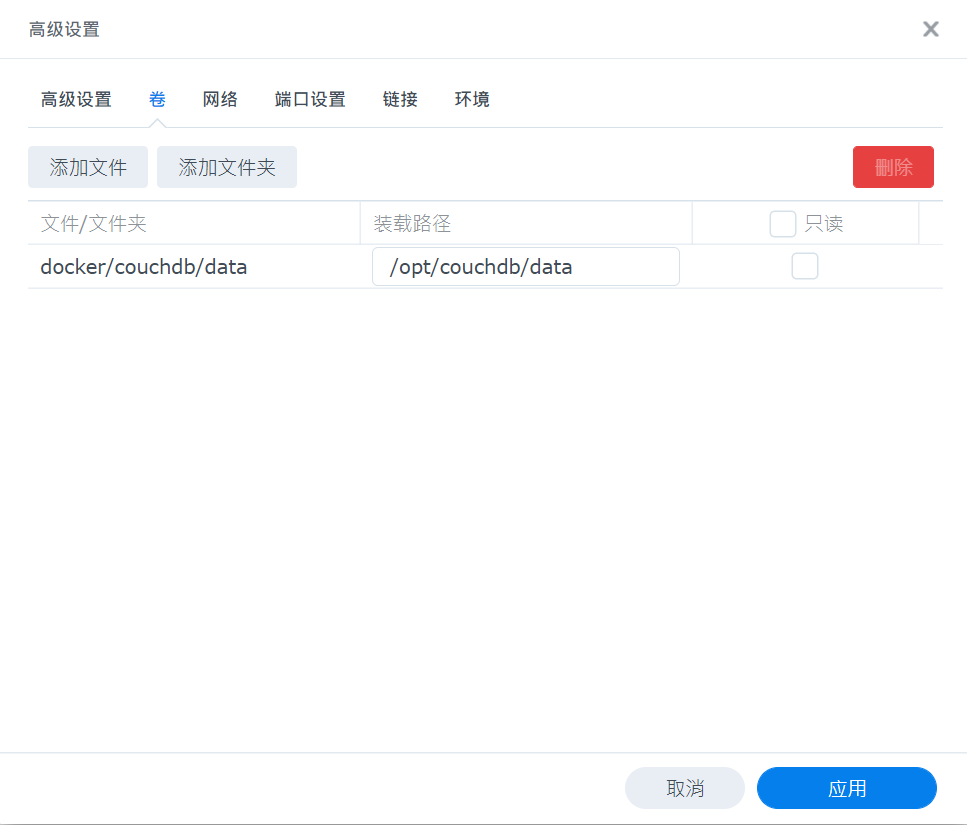 高级设置
高级设置 卷 网络 端口设置 链接 环境
添加文件 添加文件夹 删除
文件/文件夹 装载路径 只读
docker/couchdb/data /opt/couchdb/data
取消 应用